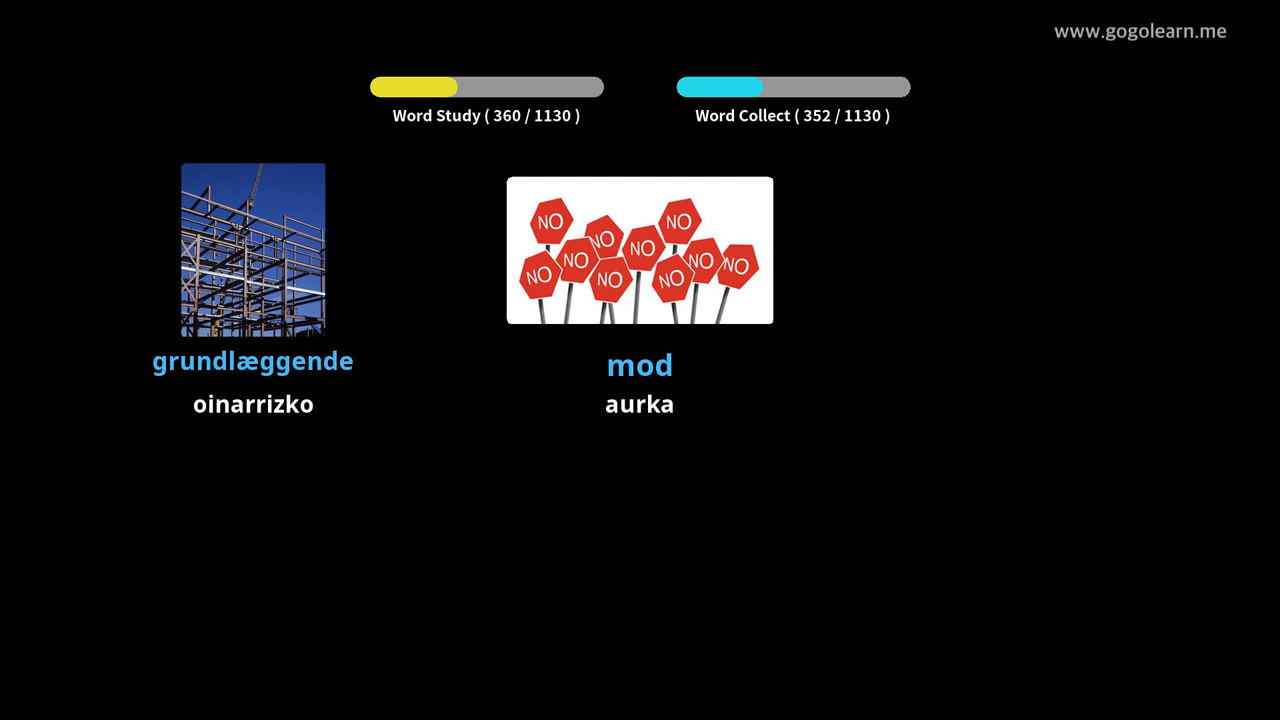 www.gogolearn.me
Word Study ( 360 / 1130 )
Word Collect ( 352 / 1130 )
NO
NO
NO
NO
NO
NO
NO
NO
NO
NO
grundlæggende
oinarrizko
mod
aurka